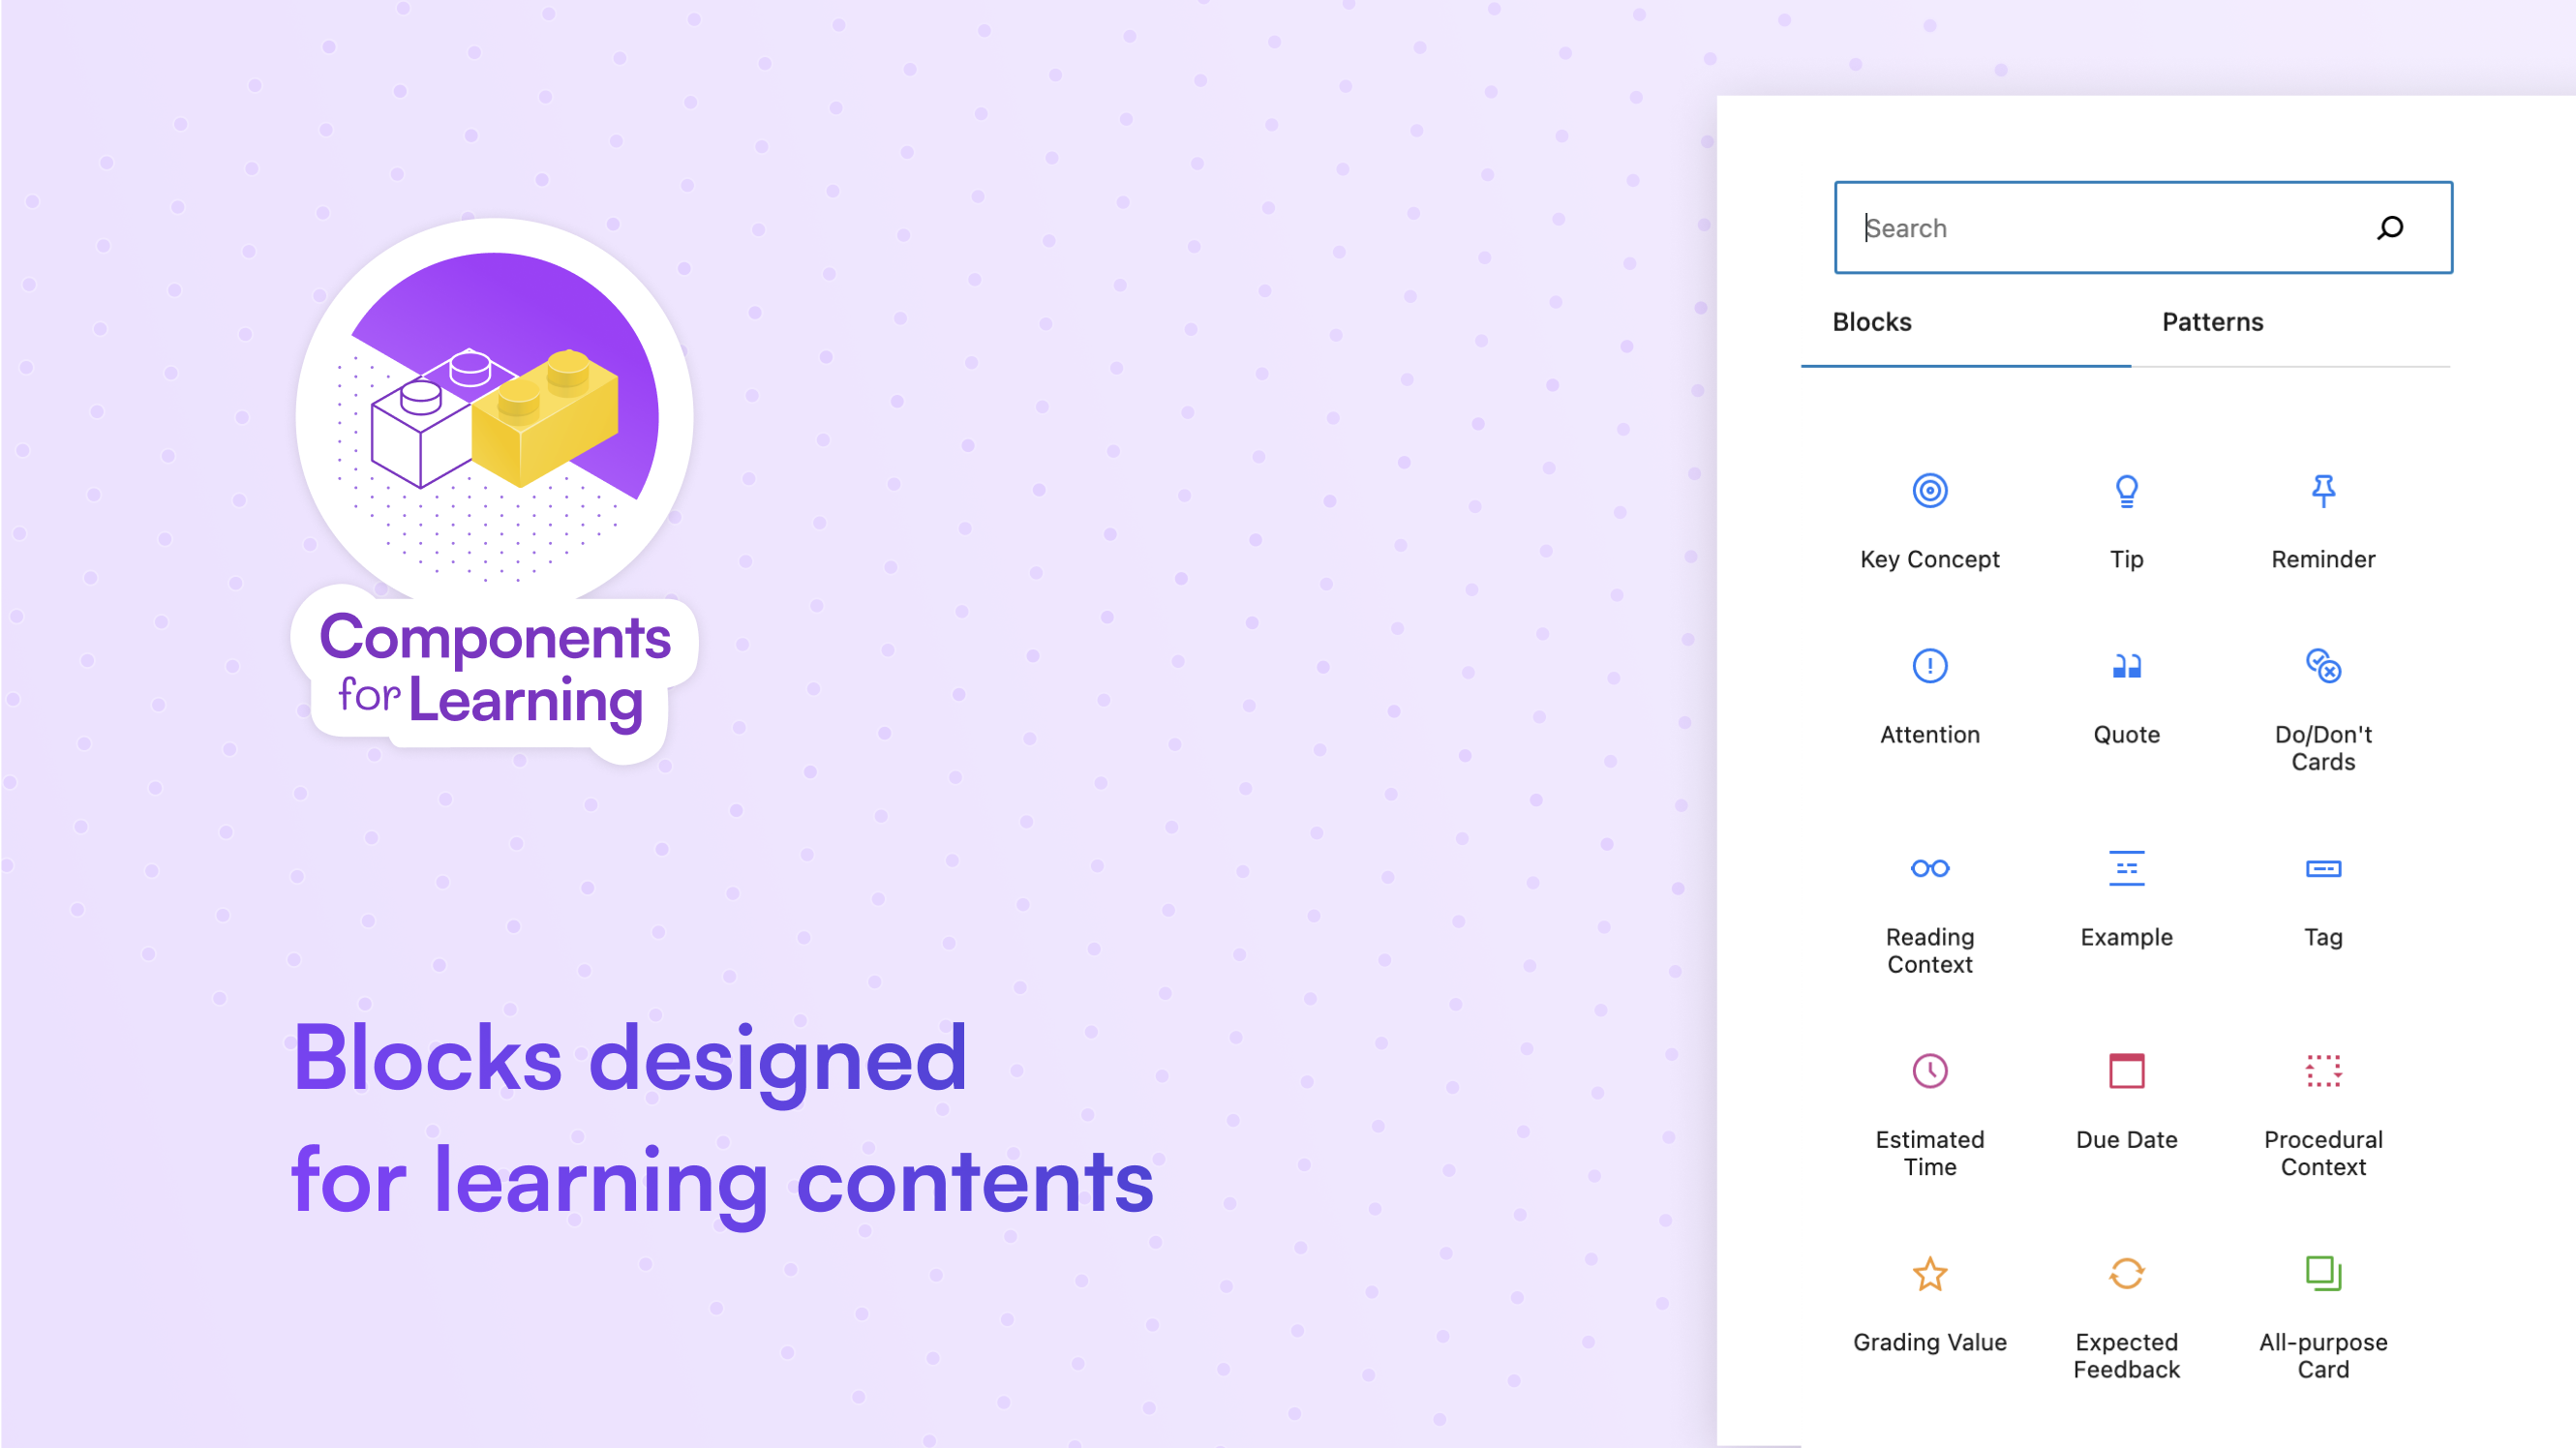 Components
for Learning
Blocks designed
for learning contents
Search
Blocks
Patterns
Key Concept
Tip
Reminder
Attention
Quote
Do/Don't
Cards
Reading
Context
Example
Tag
Estimated
Time
Due Date
Procedural
Context
Grading Value
Expected
Feedback
All-purpose
Card